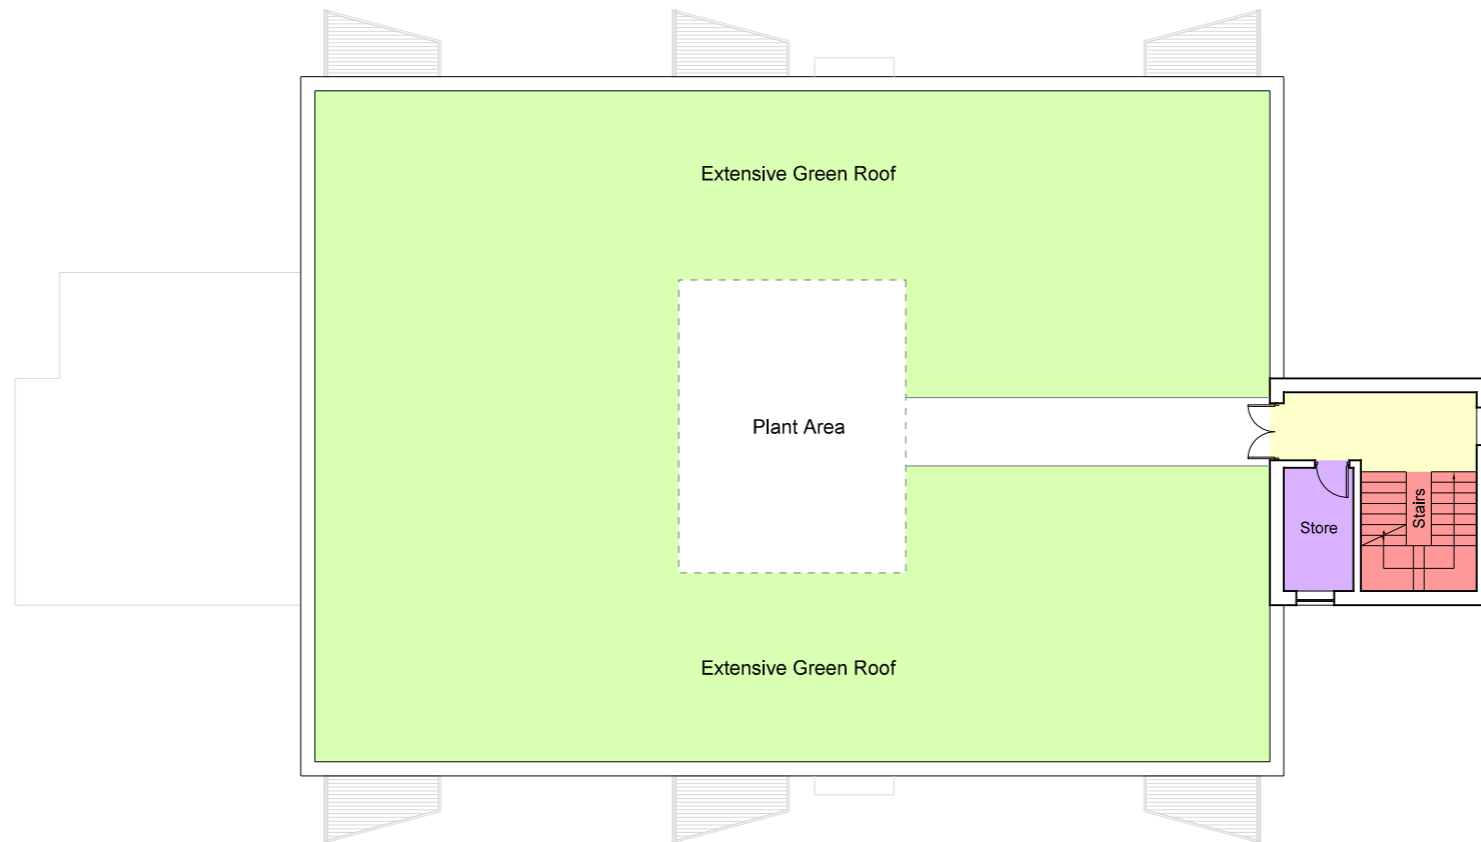 Extensive Green Roof
Plant Area
Store
Stairs
Extensive Green Roof